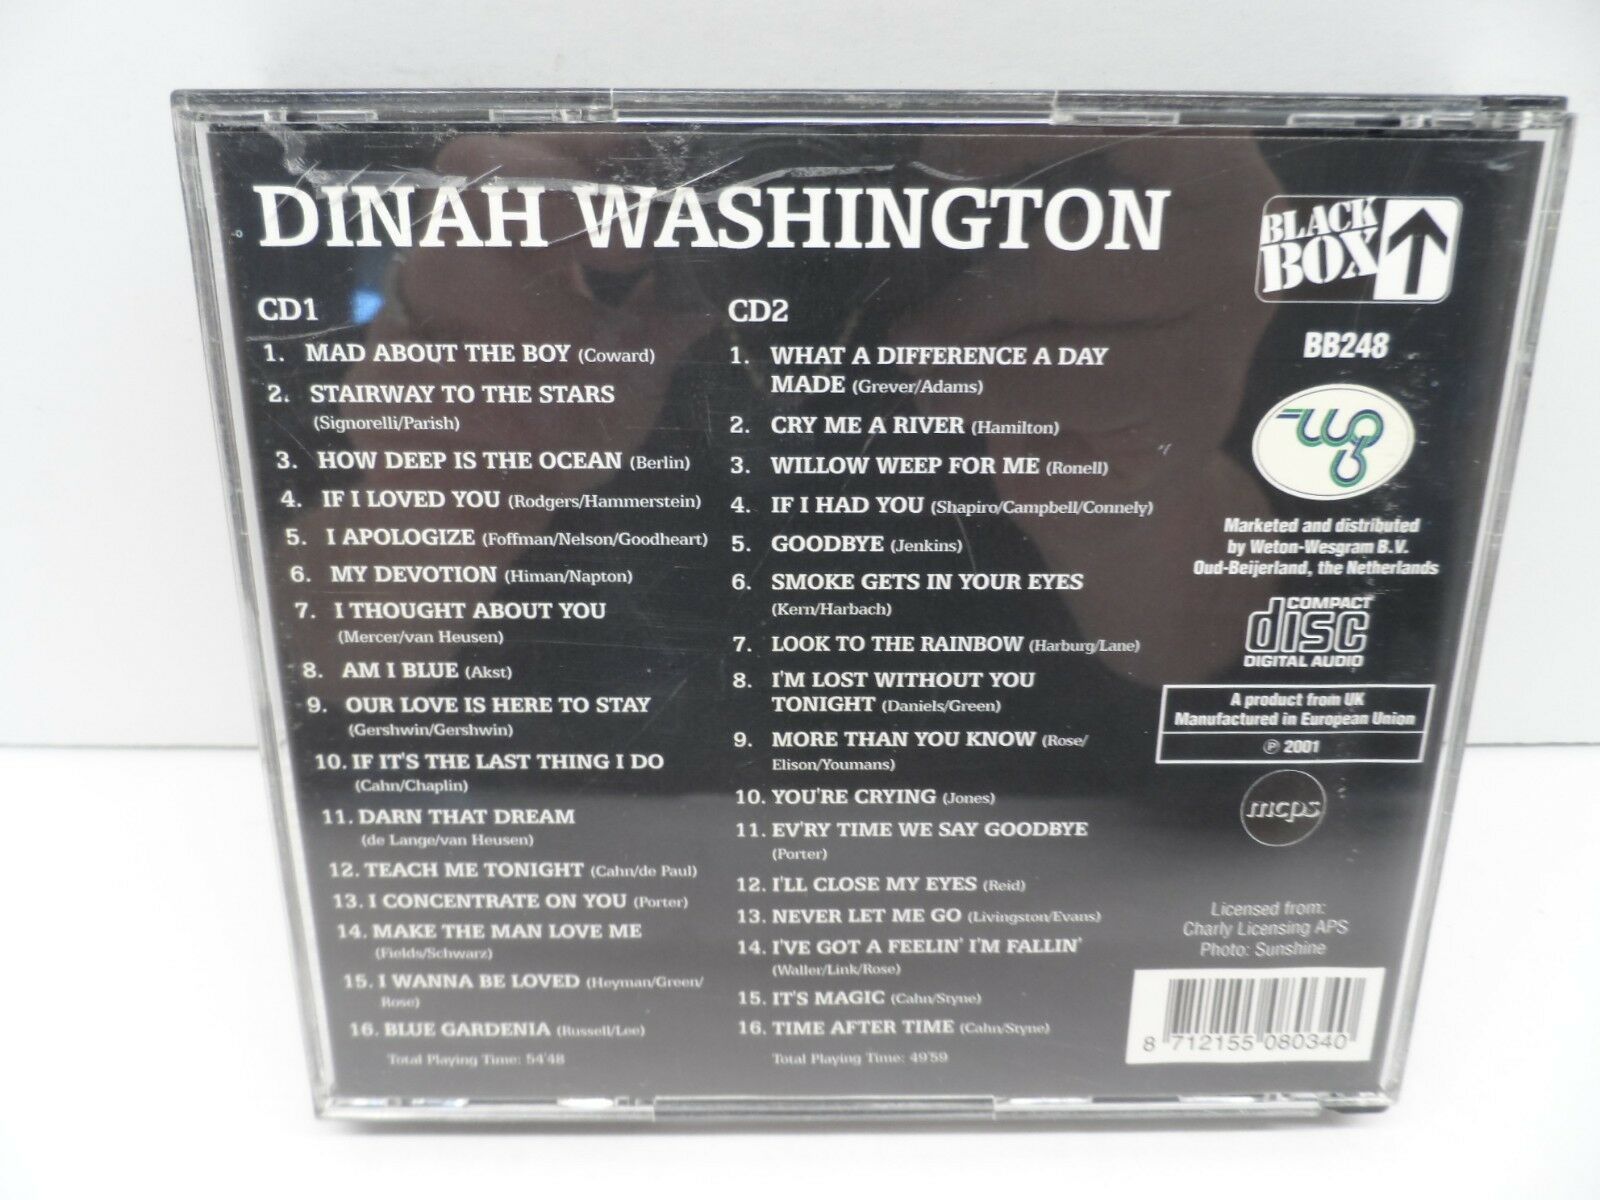 DINAH WASHINGTON
CD1
1. MAD ABOUT THE BOY (Coward)
2. STAIRWAY TO THE STARS
(Signorelli/Parish)
3. HOW DEEP IS THE OCEAN (Berlin)
4. IF I LOVED YOU (Rodgers/Hammerstein)
5. I APOLOGIZE (Foffman/Nelson/Goodheart)
6. MY DEVOTION (Himan/Napton)
7. I THOUGHT ABOUT YOU
(Mercer/van Heusen)
8. AM I BLUE (Akst)
9. OUR LOVE IS HERE TO STAY
(Gershwin/Gershwin)
10. IF IT'S THE LAST THING I DO
(Cahn/Chaplin)
11. DARN THAT DREAM
(de Lange/van Heusen)
12. TEACH ME TONIGHT (Cahn/de Paul)
13. I CONCENTRATE ON YOU (Porter)
14. MAKE THE MAN LOVE ME
(Fields/Schwarz)
15. I WANNA BE LOVED (Heyman/Green/
Rose)
16. BLUE GARDENIA (Russell/Lee)
Total Playing Time: 54'48
CD2
1. WHAT A DIFFERENCE A DAY
MADE (Grever/Adams)
2. CRY ME A RIVER (Hamilton)
3. WILLOW WEEP FOR ME (Ronell)
4. IF I HAD YOU (Shapiro/Campbell/Connely)
5. GOODBYE (Jenkins)
6. SMOKE GETS IN YOUR EYES
(Kern/Harbach)
7. LOOK TO THE RAINBOW (Harburg/Lane)
8. I'M LOST WITHOUT YOU
TONIGHT (Daniels/Green)
9. MORE THAN YOU KNOW (Rose/
Elison/Youmans)
10. YOU'RE CRYING (Jones)
11. EV'RY TIME WE SAY GOODBYE
(Porter)
12. I'LL CLOSE MY EYES (Reid)
13. NEVER LET ME GO (Livingston/Evans)
14. I'VE GOT A FEELIN' I'M FALLIN'
(Waller/Link/Rose)
15. IT'S MAGIC (Cahn/Styne)
16. TIME AFTER TIME (Cahn/Styne)
Total Playing Time: 49'59
BLACK
BOX
BB248
Marketed and distributed
by Weton-Wesgram B.V.
Oud-Beijerland, the Netherlands
COMPACT
disc
DIGITAL AUDIO
A product from UK
Manufactured in European Union
℗ 2001
mcps
Licensed from:
Charly Licensing APS
Photo: Sunshine
8 712155 080340